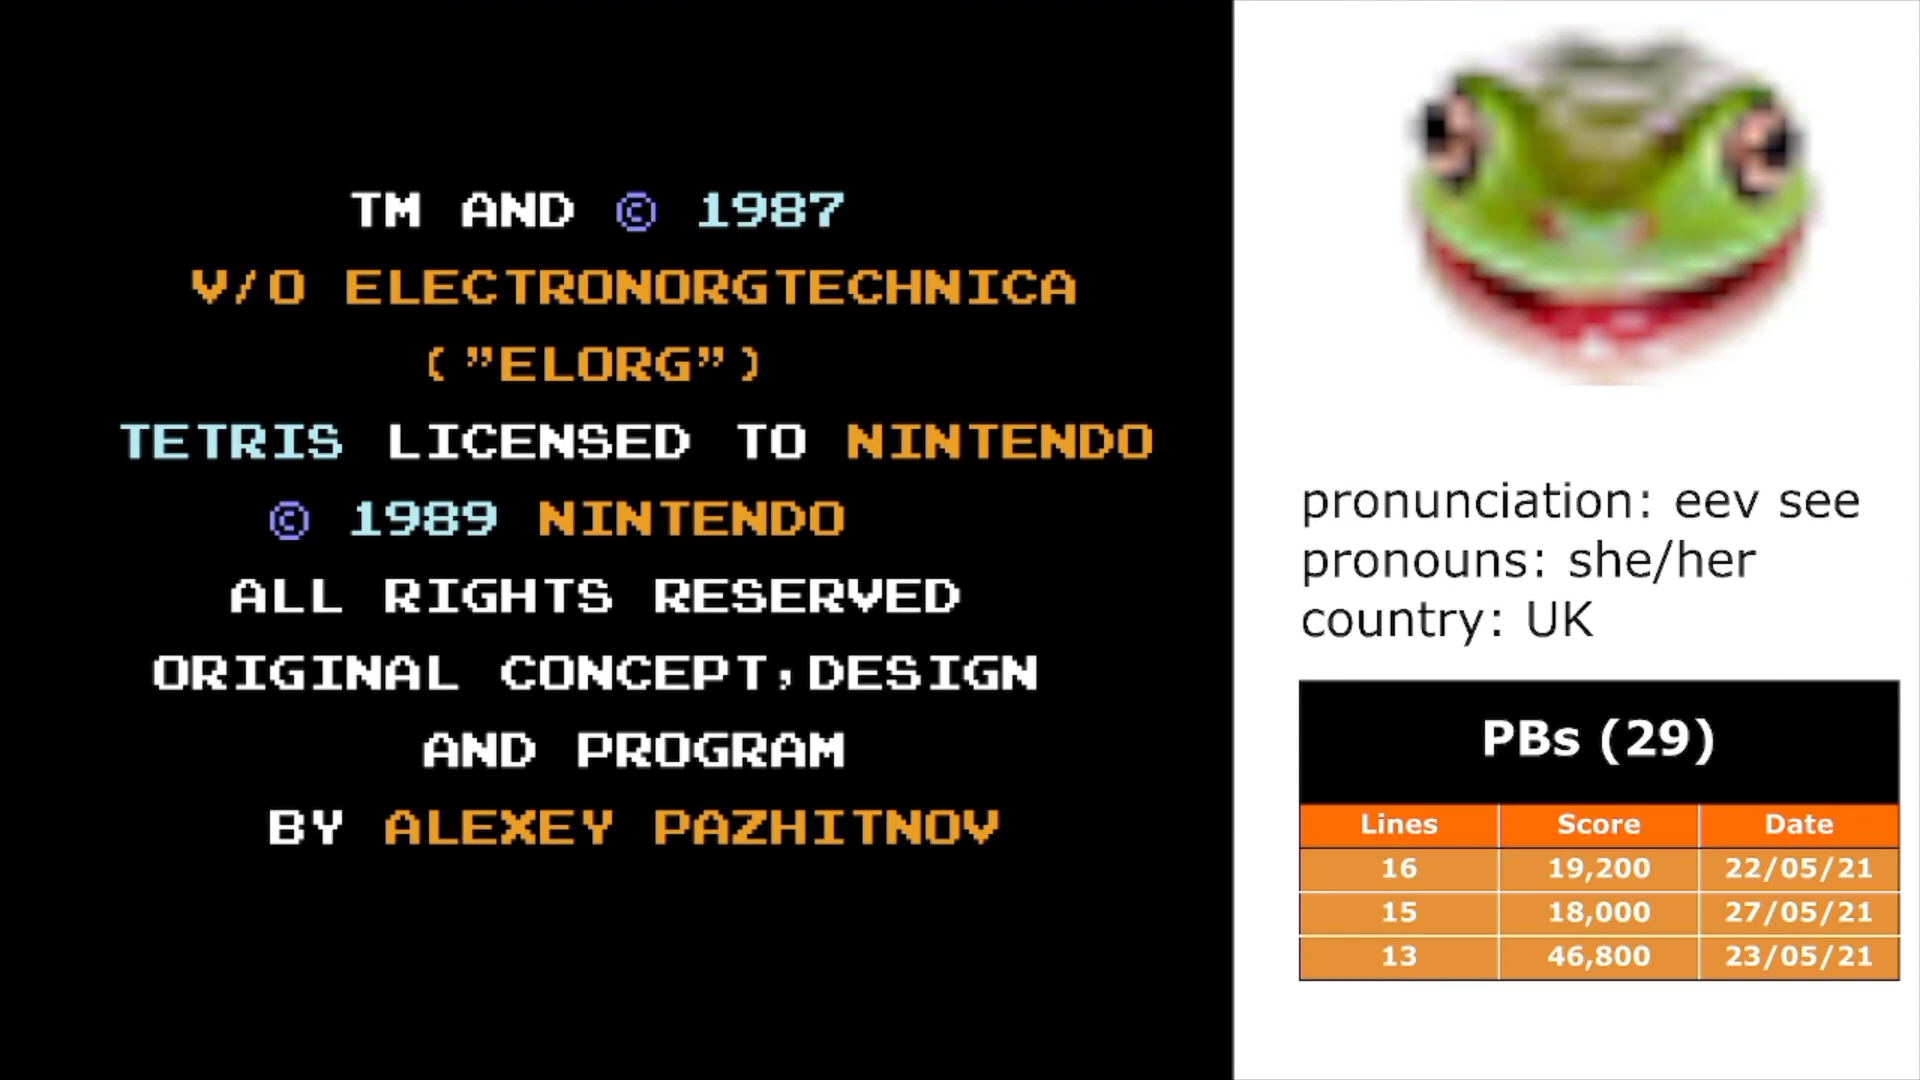 TM AND © 1987
V/O ELECTRONORGTECHNICA
("ELORG")
TETRIS LICENSED TO NINTENDO
© 1989 NINTENDO
ALL RIGHTS RESERVED
ORIGINAL CONCEPT,DESIGN
AND PROGRAM
BY ALEXEY PAZHITNOV
pronunciation: eev see
pronouns: she/her
country: UK
PBs (29)
Lines Score Date
16 19,200 22/05/21
15 18,000 27/05/21
13 46,800 23/05/21